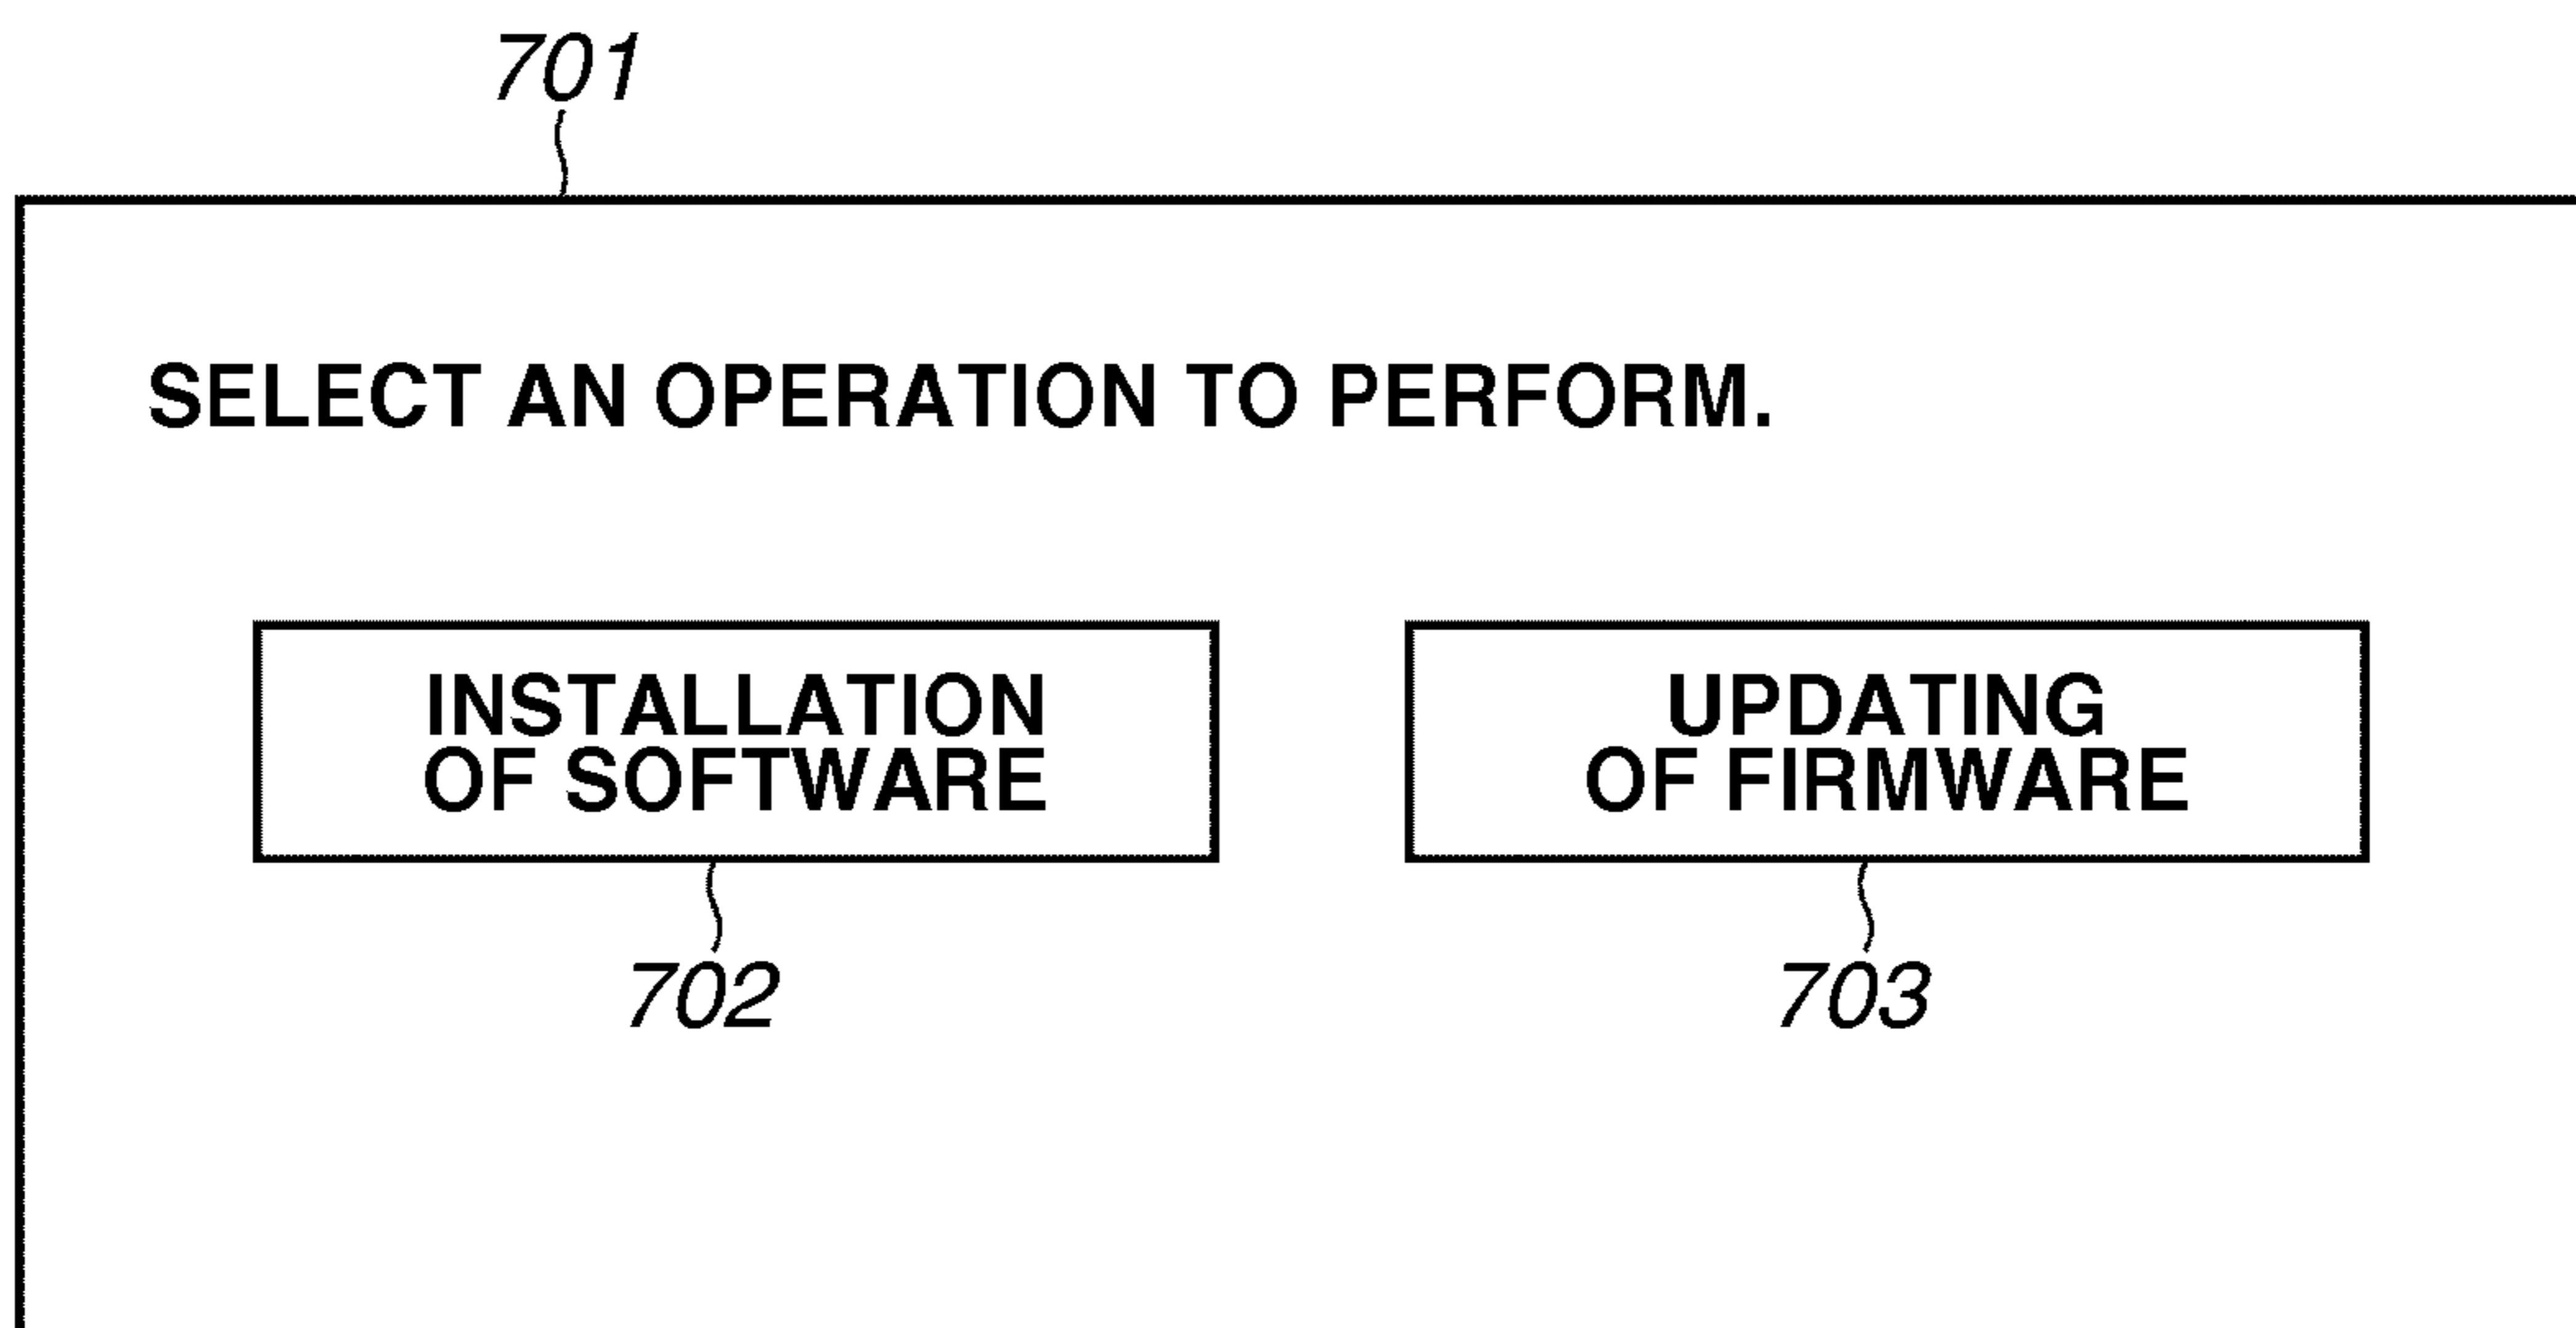 701
SELECT AN OPERATION TO PERFORM.
INSTALLATION
OF SOFTWARE
UPDATING
OF FIRMWARE
702
703